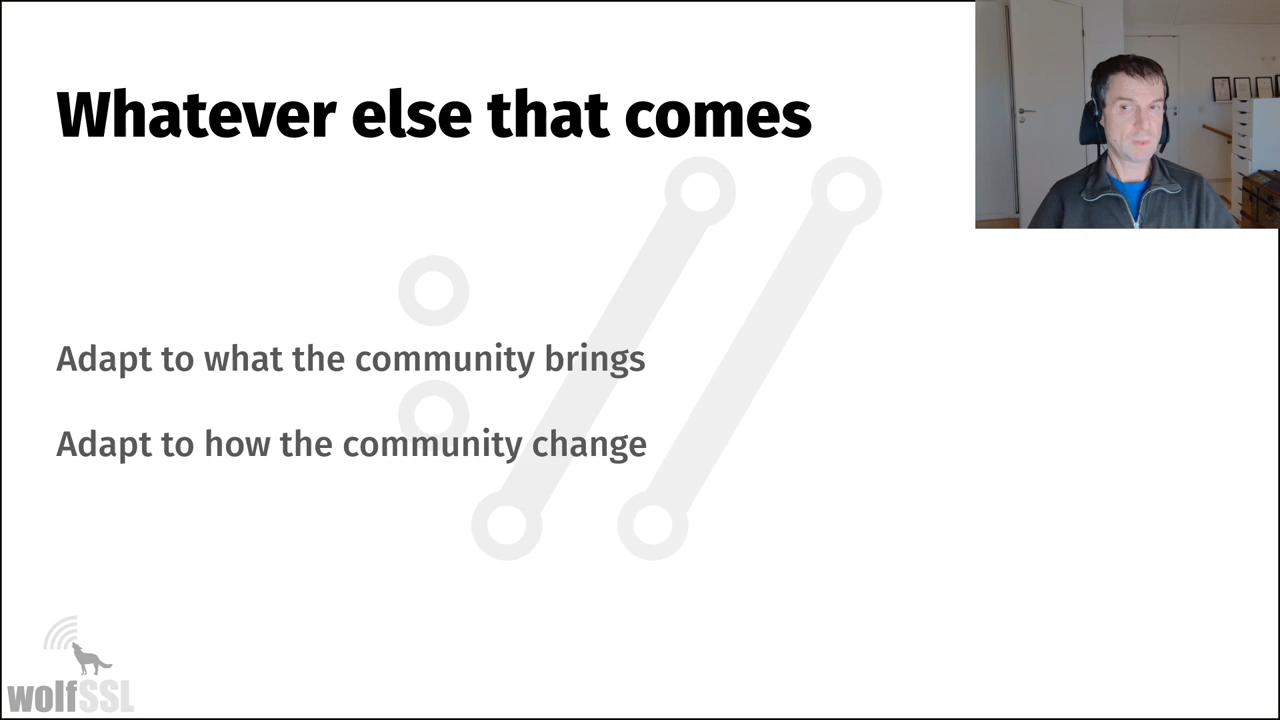 Whatever else that comes
Adapt to what the community brings
Adapt to how the community change
wolfSSL